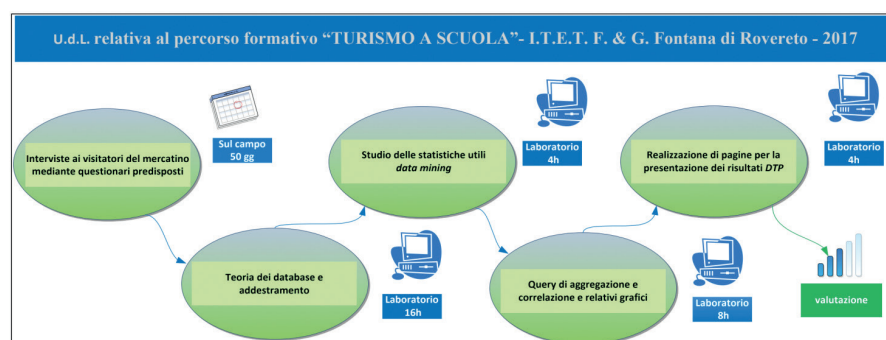 U.d.L. relativa al percorso formativo “TURISMO A SCUOLA”- I.T.E.T. F. & G. Fontana di Rovereto - 2017
Interviste ai visitatori del mercatino
mediante questionari predisposti
Sul campo
50 gg
Teoria dei database e
addestramento
Laboratorio
16h
Studio delle statistiche utili
data mining
Laboratorio
4h
Query di aggregazione e
correlazione e relativi grafici
Laboratorio
8h
Realizzazione di pagine per la
presentazione dei risultati DTP
Laboratorio
4h
valutazione